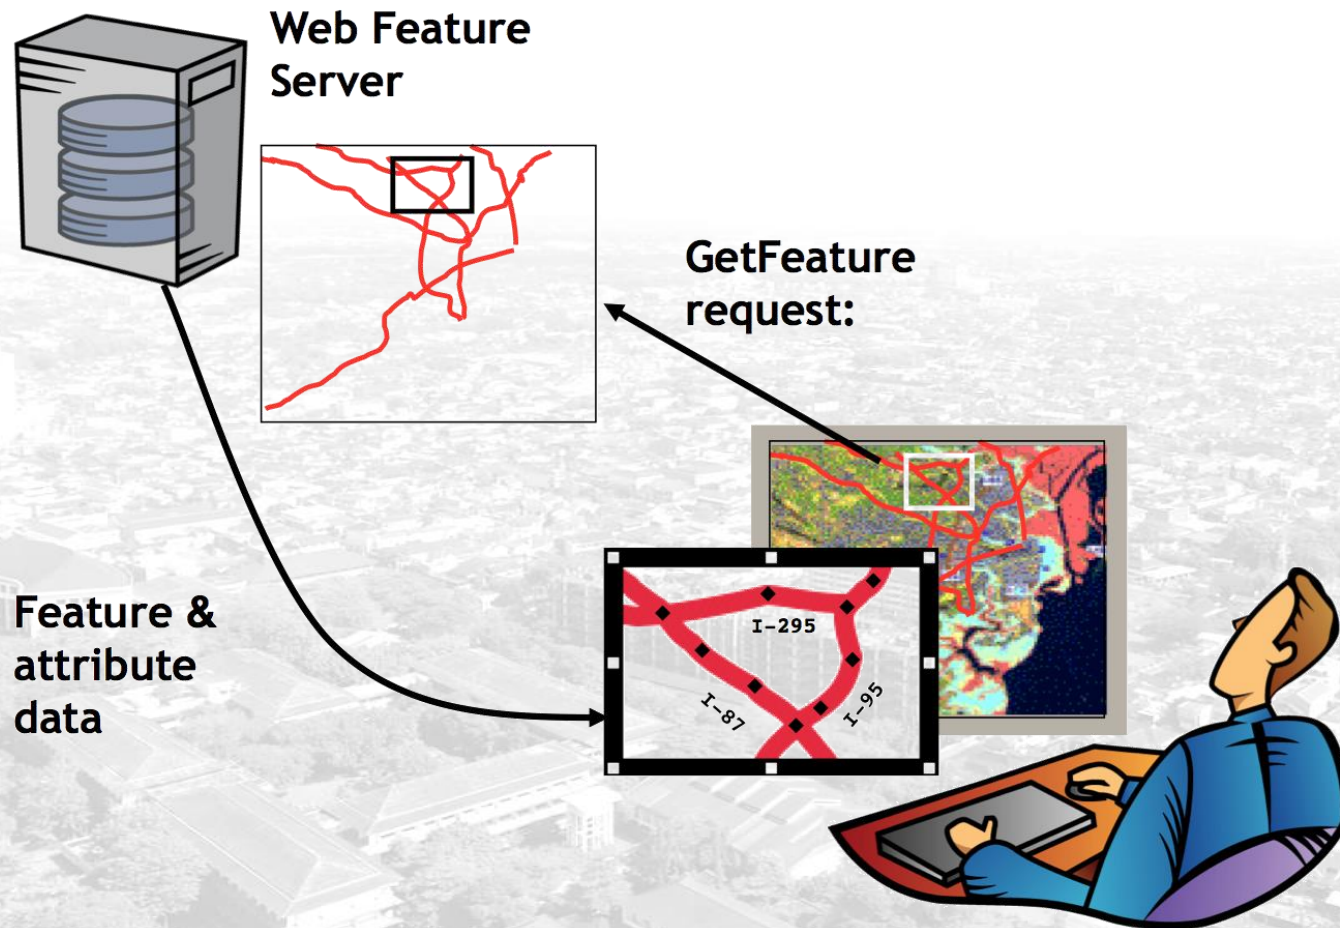 Web Feature
Server
GetFeature
request:
Feature &
attribute
data
I-295
I-87
I-95